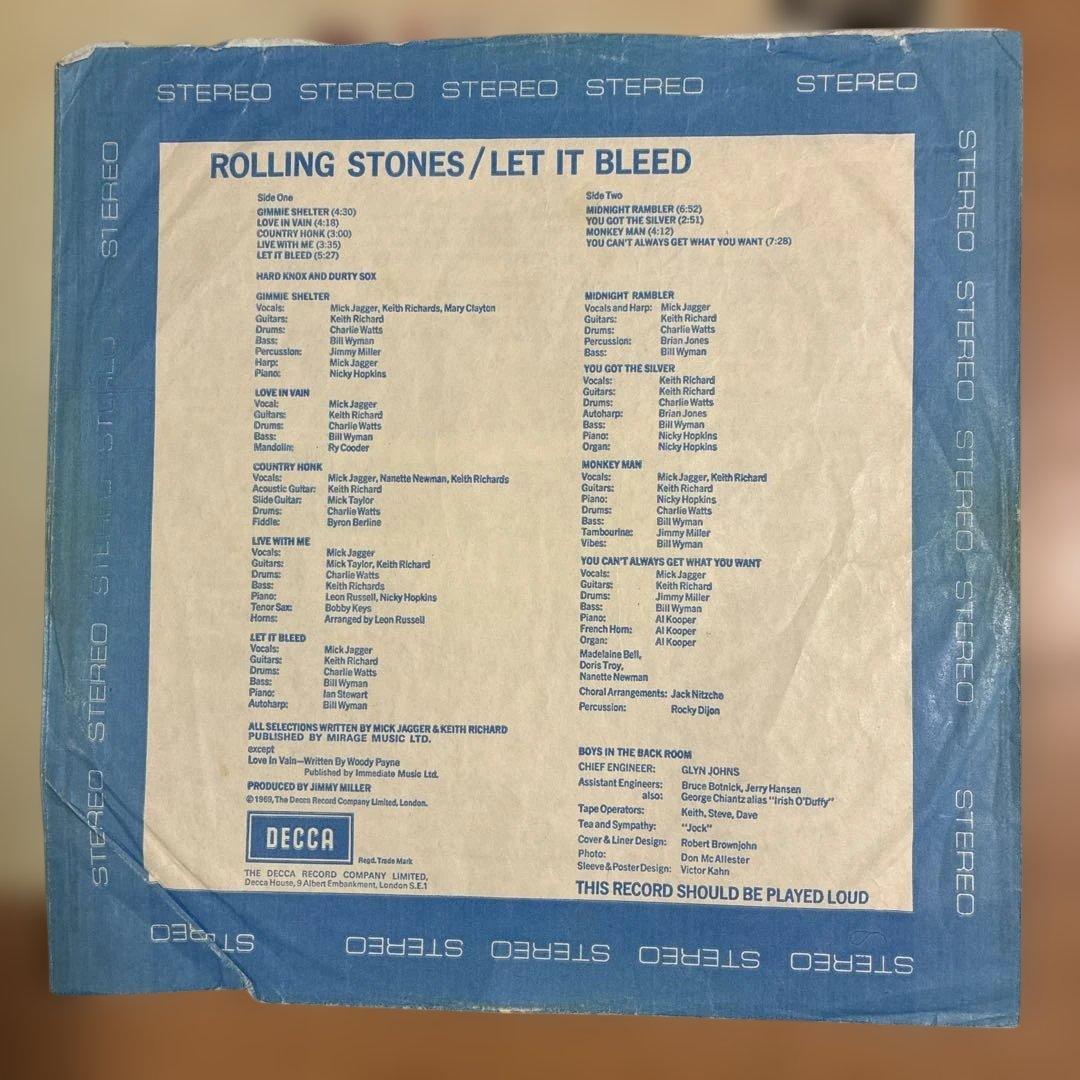 STEREO STEREO STEREO STEREO STEREO
ROLLING STONES/LET IT BLEED
Side One
GIMMIE SHELTER (4:30)
LOVE IN VAIN (4:18)
COUNTRY HONK (3:00)
LIVE WITH ME (3:35)
LET IT BLEED (5:27)
HARD KNOX AND DURTY SOX
GIMMIE SHELTER
Vocals: Mick Jagger, Keith Richards, Mary Clayton
Guitars: Keith Richard
Drums: Charlie Watts
Bass: Bill Wyman
Percussion: Jimmy Miller
Harp: Mick Jagger
Piano: Nicky Hopkins
LOVE IN VAIN
Vocal: Mick Jagger
Guitars: Keith Richard
Drums: Charlie Watts
Bass: Bill Wyman
Mandolin: Ry Cooder
COUNTRY HONK
Vocals: Mick Jagger, Nanette Newman, Keith Richards
Acoustic Guitar: Keith Richard
Slide Guitar: Mick Taylor
Drums: Charlie Watts
Fiddle: Byron Berline
LIVE WITH ME
Vocals: Mick Jagger
Guitars: Mick Taylor, Keith Richard
Drums: Charlie Watts
Bass: Keith Richards
Piano: Leon Russell, Nicky Hopkins
Tenor Sax: Bobby Keys
Horns: Arranged by Leon Russell
LET IT BLEED
Vocals: Mick Jagger
Guitars: Keith Richard
Drums: Charlie Watts
Bass: Bill Wyman
Piano: Ian Stewart
Autoharp: Bill Wyman
ALL SELECTIONS WRITTEN BY MICK JAGGER & KEITH RICHARD
PUBLISHED BY MIRAGE MUSIC LTD.
except
Love In Vain—Written By Woody Payne
Published by Immediate Music Ltd.
PRODUCED BY JIMMY MILLER
©1969, The Decca Record Company Limited, London.
DECCA
Regd. Trade Mark
THE DECCA RECORD COMPANY LIMITED,
Decca House, 9 Albert Embankment, London S.E.1
Side Two
MIDNIGHT RAMBLER (6:52)
YOU GOT THE SILVER (2:51)
MONKEY MAN (4:12)
YOU CAN'T ALWAYS GET WHAT YOU WANT (7:28)
MIDNIGHT RAMBLER
Vocals and Harp: Mick Jagger
Guitars: Keith Richard
Drums: Charlie Watts
Percussion: Brian Jones
Bass: Bill Wyman
YOU GOT THE SILVER
Vocals: Keith Richard
Guitars: Keith Richard
Drums: Charlie Watts
Autoharp: Brian Jones
Bass: Bill Wyman
Piano: Nicky Hopkins
Organ: Nicky Hopkins
MONKEY MAN
Vocals: Mick Jagger, Keith Richard
Guitars: Keith Richard
Piano: Nicky Hopkins
Drums: Charlie Watts
Bass: Bill Wyman
Tambourine: Jimmy Miller
Vibes: Bill Wyman
YOU CAN'T ALWAYS GET WHAT YOU WANT
Vocals: Mick Jagger
Guitars: Keith Richard
Drums: Jimmy Miller
Bass: Bill Wyman
Piano: Al Kooper
French Horn: Al Kooper
Organ: Al Kooper
Madelaine Bell,
Doris Troy,
Nanette Newman
Choral Arrangements: Jack Nitzche
Percussion: Rocky Dijon
BOYS IN THE BACK ROOM
CHIEF ENGINEER: GLYN JOHNS
Assistant Engineers: Bruce Botnick, Jerry Hansen
also: George Chiantz alias "Irish O'Duffy"
Tape Operators: Keith, Steve, Dave
Tea and Sympathy: "Jock"
Cover & Liner Design: Robert Brownjohn
Photo: Don McAllester
Sleeve & Poster Design: Victor Kahn
THIS RECORD SHOULD BE PLAYED LOUD
STEREO STEREO STEREO STEREO STEREO
STEREO STEREO STEREO STEREO STEREO
STEREO STEREO STEREO STEREO